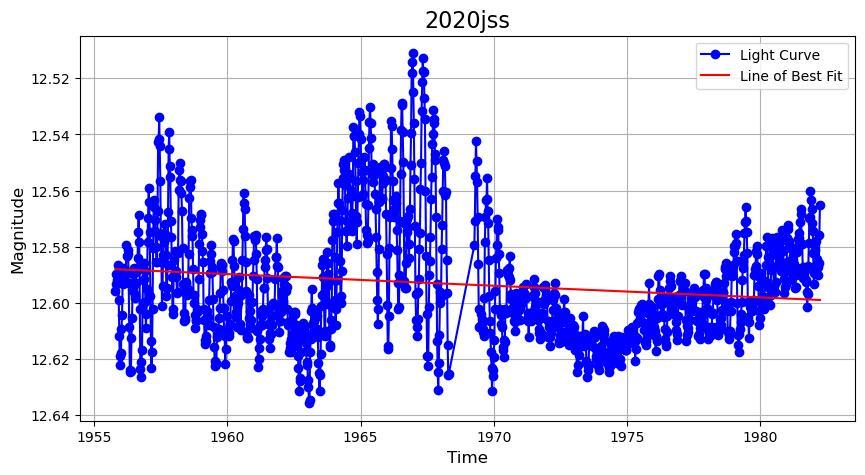 2020jss
Light Curve
Line of Best Fit
12.52
12.54
12.56
12.58
12.60
12.62
12.64
Magnitude
1955
1960
1965
1970
1975
1980
Time